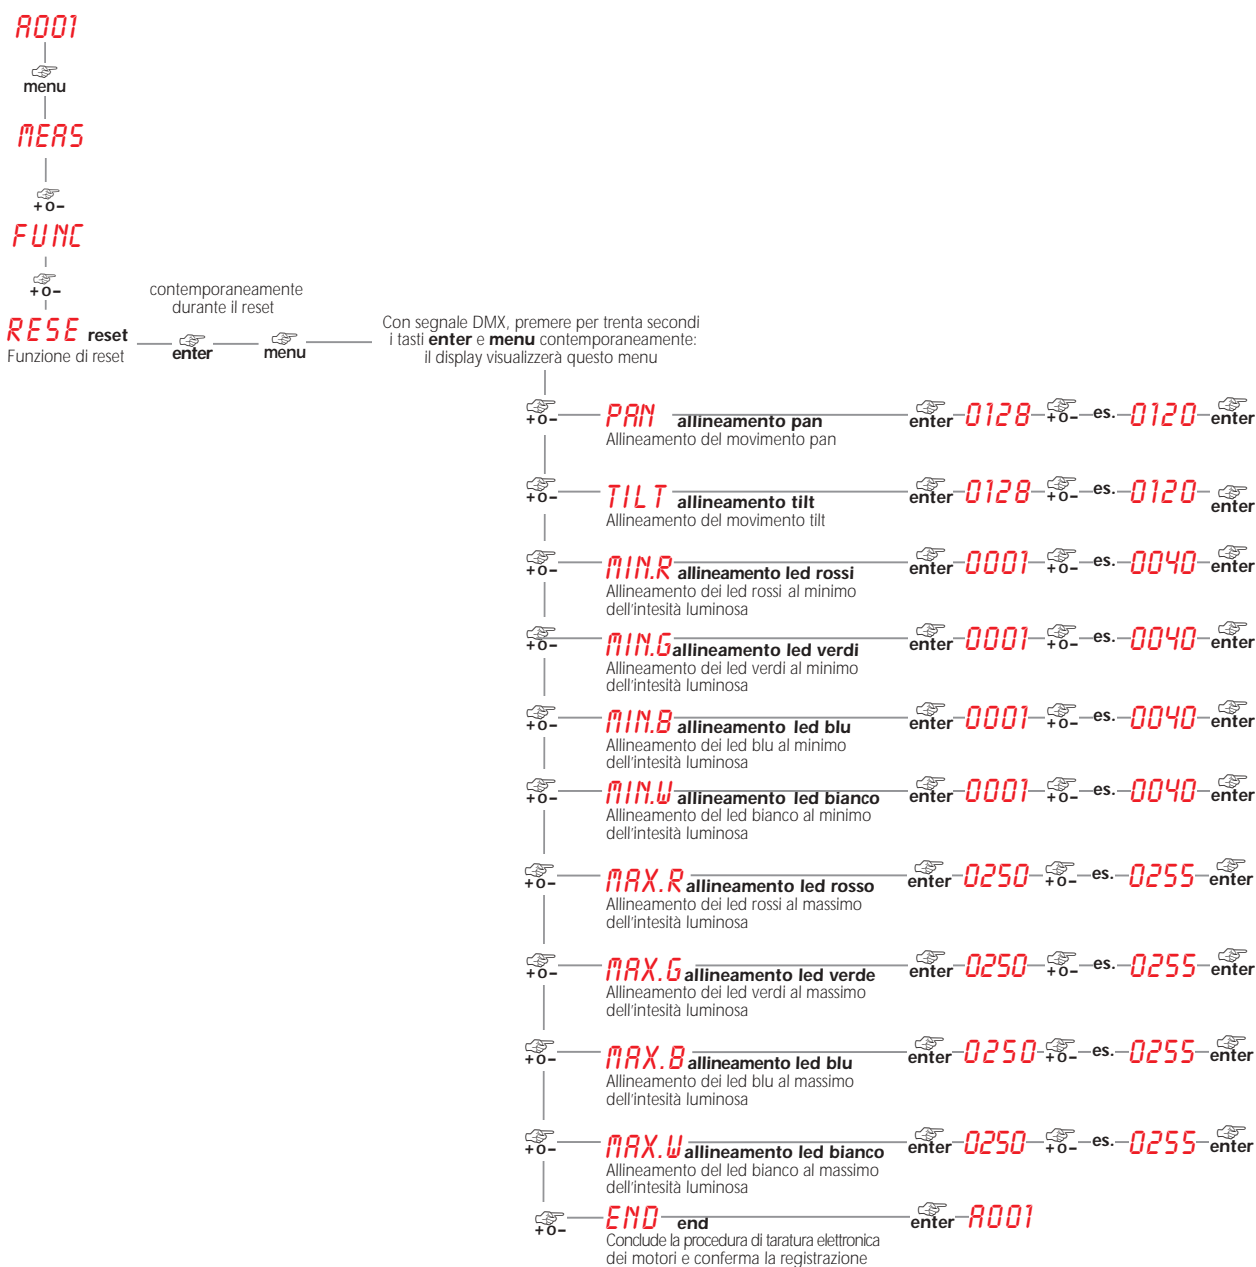 A001
menu
MEAS
+o-
FUNC
+o-
RESE reset
Funzione di reset
contemporaneamente
durante il reset
enter
menu
Con segnale DMX, premere per trenta secondi
i tasti enter e menu contemporaneamente:
il display visualizzerà questo menu
+o- PAN allineamento pan enter 0128 +o- es. 0120 enter
Allineamento del movimento pan
+o- TILT allineamento tilt enter 0128 +o- es. 0120 enter
Allineamento del movimento tilt
+o- MIN.R allineamento led rossi enter 0001 +o- es. 0040 enter
Allineamento dei led rossi al minimo
dell'intesità luminosa
+o- MIN.G allineamento led verdi enter 0001 +o- es. 0040 enter
Allineamento dei led verdi al minimo
dell'intesità luminosa
+o- MIN.B allineamento led blu enter 0001 +o- es. 0040 enter
Allineamento dei led blu al minimo
dell'intesità luminosa
+o- MIN.W allineamento led bianco enter 0001 +o- es. 0040 enter
Allineamento del led bianco al minimo
dell'intesità luminosa
+o- MAX.R allineamento led rosso enter 0250 +o- es. 0255 enter
Allineamento dei led rossi al massimo
dell'intesità luminosa
+o- MAX.G allineamento led verde enter 0250 +o- es. 0255 enter
Allineamento dei led verdi al massimo
dell'intesità luminosa
+o- MAX.B allineamento led blu enter 0250 +o- es. 0255 enter
Allineamento dei led blu al massimo
dell'intesità luminosa
+o- MAX.W allineamento led bianco enter 0250 +o- es. 0255 enter
Allineamento del led bianco al massimo
dell'intesità luminosa
+o- END end enter A001
Conclude la procedura di taratura elettronica
dei motori e conferma la registrazione